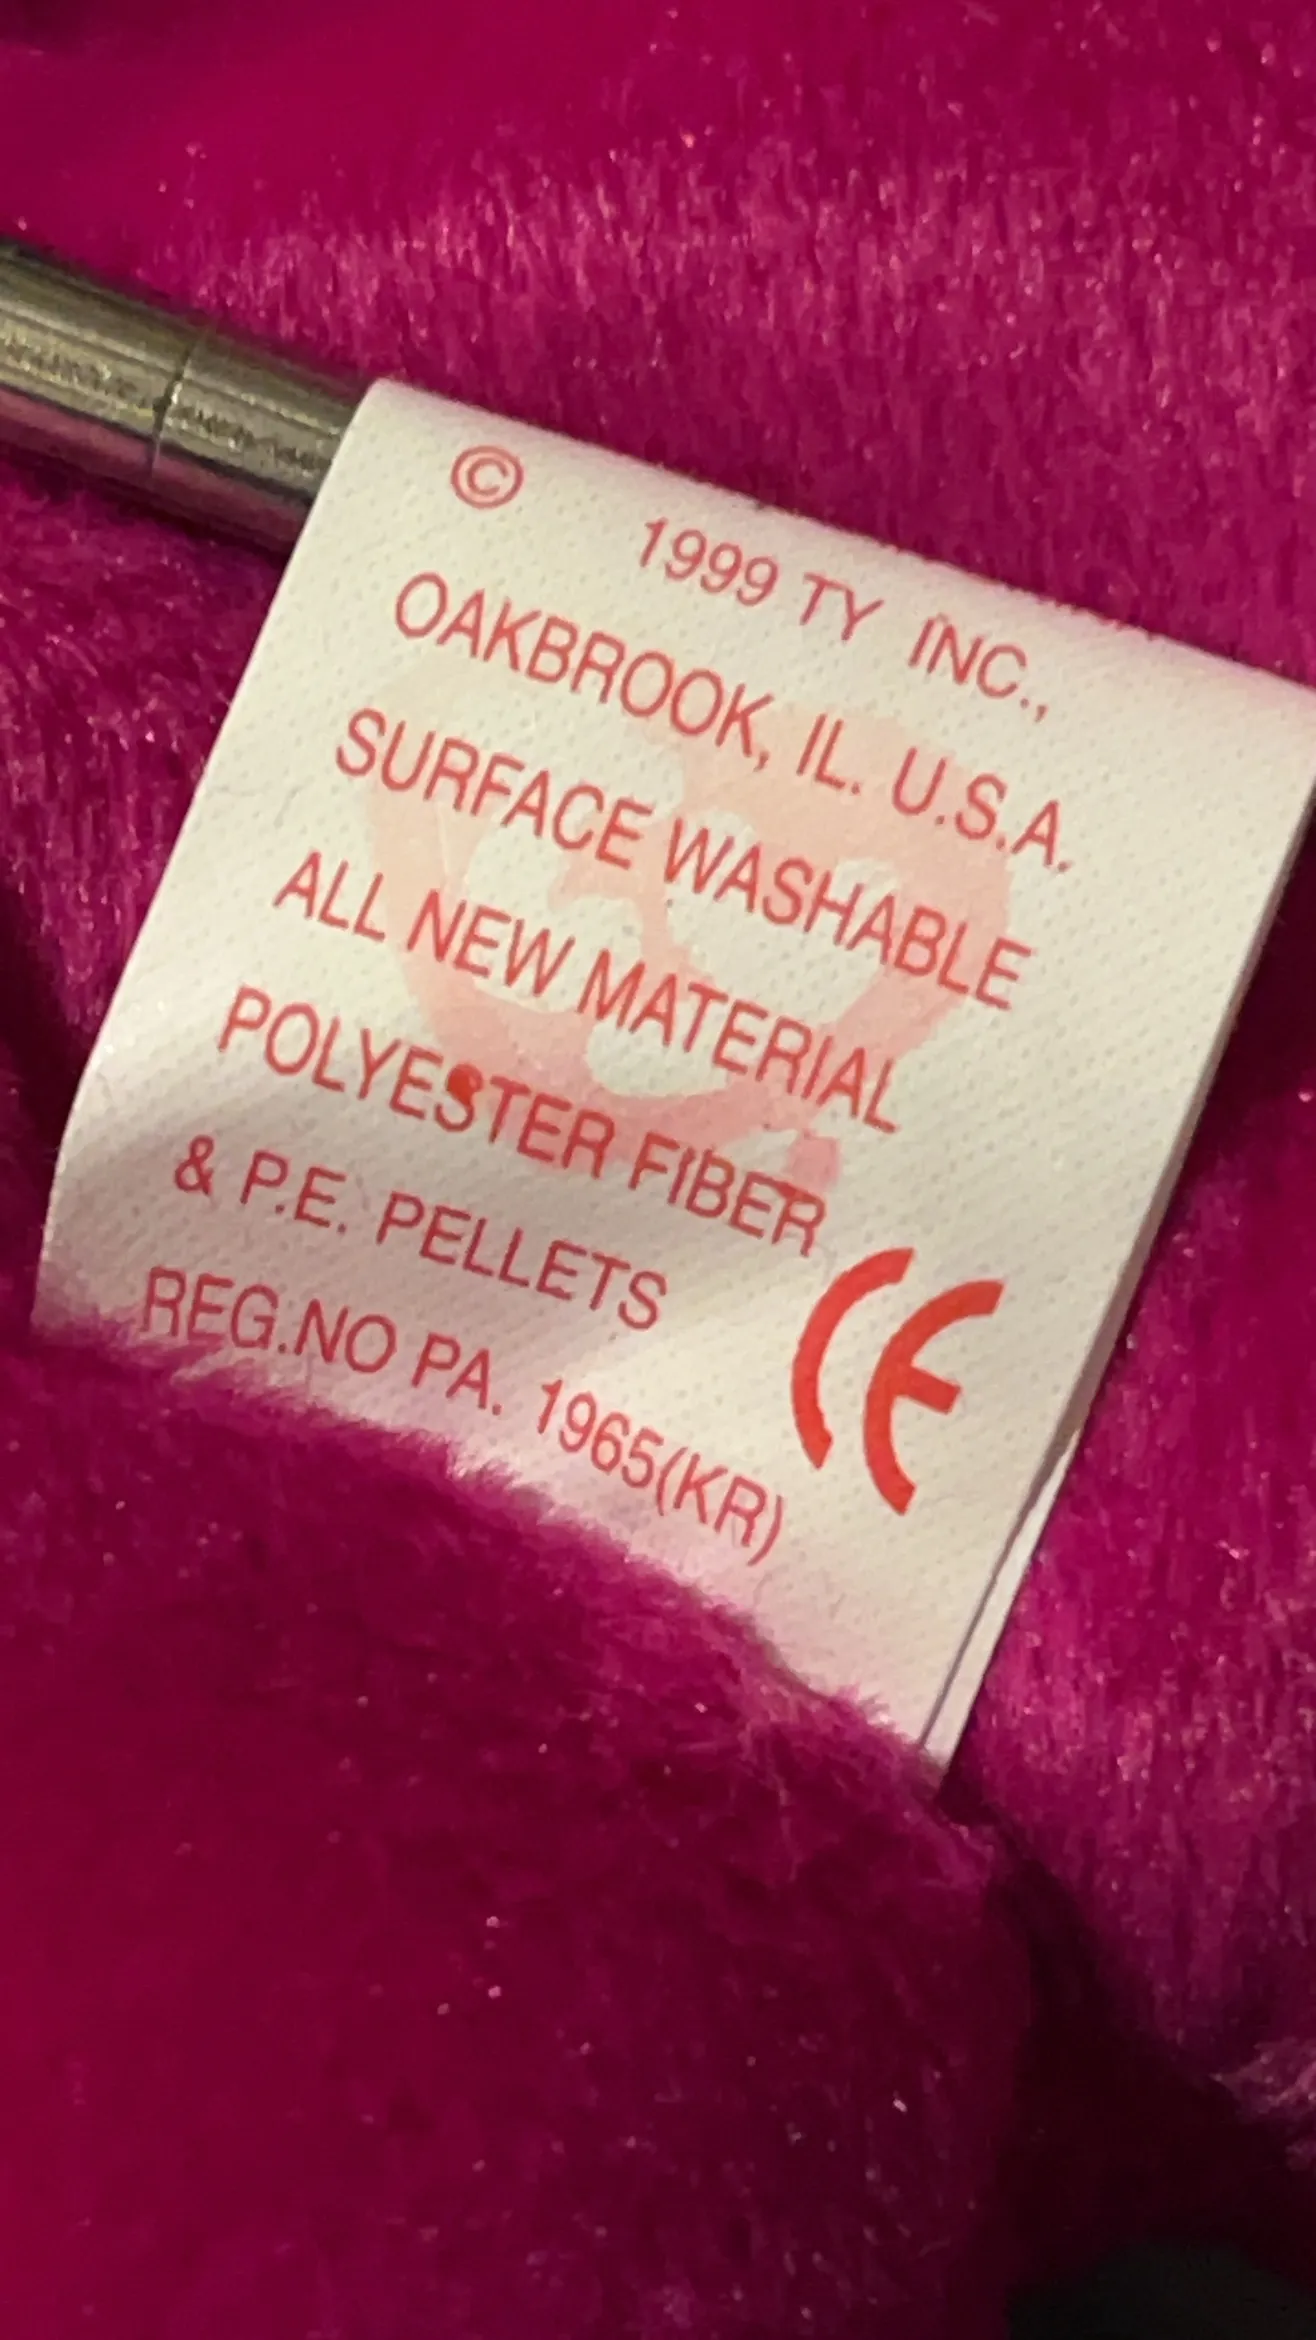 © 1999 TY INC.,
OAKBROOK, IL. U.S.A.
SURFACE WASHABLE
ALL NEW MATERIAL
POLYESTER FIBER
& P.E. PELLETS
REG.NO PA. 1965(KR)
CE